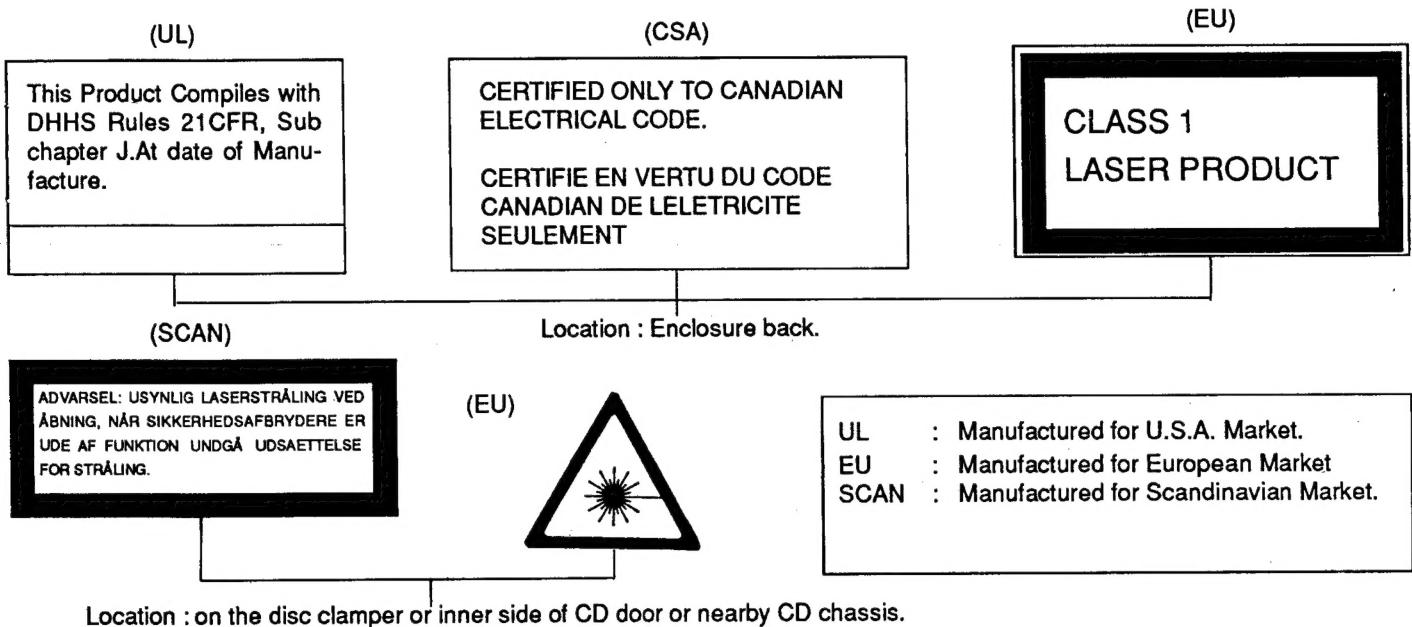 (UL)
This Product Compiles with
DHHS Rules 21CFR, Sub
chapter J.At date of Manu-
facture.
(CSA)
CERTIFIED ONLY TO CANADIAN
ELECTRICAL CODE.
CERTIFIE EN VERTU DU CODE
CANADIAN DE LELETRICITE
SEULEMENT
(EU)
CLASS 1
LASER PRODUCT
Location : Enclosure back.
(SCAN)
ADVARSEL: USYNLIG LASERSTRÅLING VED
ÅBNING, NÅR SIKKERHEDSAFBRYDERE ER
UDE AF FUNKTION UNDGÅ UDSAETTELSE
FOR STRÅLING.
(EU)
UL : Manufactured for U.S.A. Market.
EU : Manufactured for European Market
SCAN : Manufactured for Scandinavian Market.
Location : on the disc clamper or inner side of CD door or nearby CD chassis.